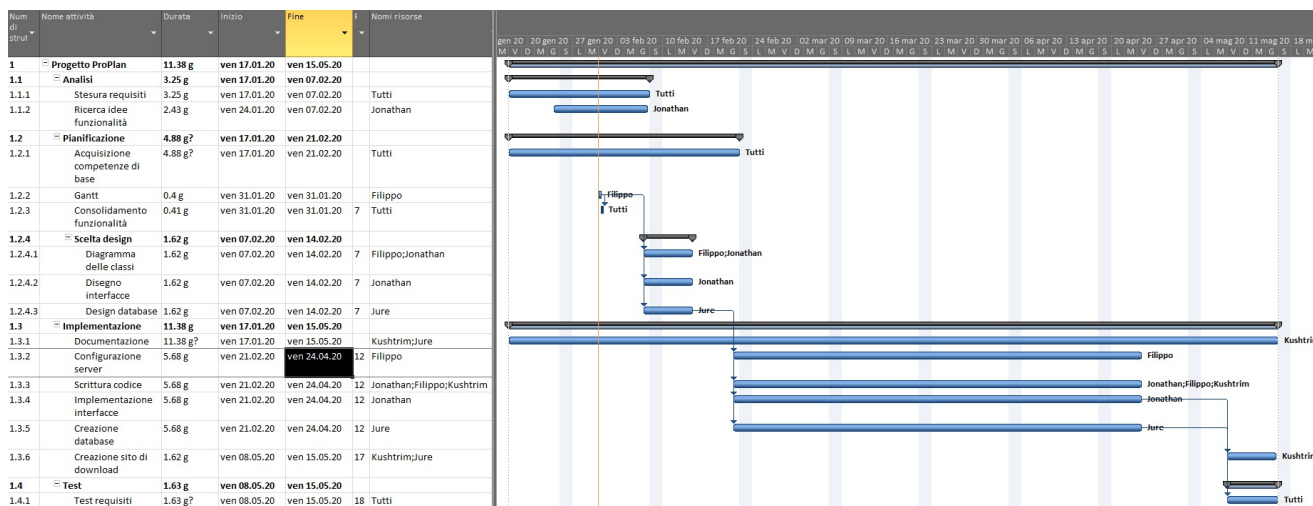 Num di strut Nome attività Durata Inizio Fine Nomi risorse
gen 20 20 gen 20 27 gen 20 03 feb 20 10 feb 20 17 feb 20 24 feb 20 02 mar 20 09 mar 20 16 mar 20 23 mar 20 30 mar 20 06 apr 20 13 apr 20 20 apr 20 27 apr 20 04 mag 20 11 mag 20 18 m
M V D M G S L M V D M G S L M V D M G S L M V D M G S L M V D M G S L M V D M G S L M V D M G S L M V D M G S L M
1 Progetto ProPlan 11.38 g ven 17.01.20 ven 15.05.20
1.1 Analisi 3.25 g ven 17.01.20 ven 07.02.20
1.1.1 Stesura requisiti 3.25 g ven 17.01.20 ven 07.02.20 Tutti Tutti
1.1.2 Ricerca idee funzionalità 2.43 g ven 24.01.20 ven 07.02.20 Jonathan Jonathan
1.2 Pianificazione 4.88 g? ven 17.01.20 ven 21.02.20
1.2.1 Acquisizione competenze di base 4.88 g? ven 17.01.20 ven 21.02.20 Tutti Tutti
1.2.2 Gantt 0.4 g ven 31.01.20 ven 31.01.20 Filippo Filippo
1.2.3 Consolidamento funzionalità 0.41 g ven 31.01.20 ven 31.01.20 7 Tutti Tutti
1.2.4 Scelta design 1.62 g ven 07.02.20 ven 14.02.20
1.2.4.1 Diagramma delle classi 1.62 g ven 07.02.20 ven 14.02.20 7 Filippo;Jonathan Filippo;Jonathan
1.2.4.2 Disegno interfacce 1.62 g ven 07.02.20 ven 14.02.20 7 Jonathan Jonathan
1.2.4.3 Design database 1.62 g ven 07.02.20 ven 14.02.20 7 Jure Jure
1.3 Implementazione 11.38 g ven 17.01.20 ven 15.05.20
1.3.1 Documentazione 11.38 g? ven 17.01.20 ven 15.05.20 Kushtrim;Jure Kushtri
1.3.2 Configurazione server 5.68 g ven 21.02.20 ven 24.04.20 12 Filippo Filippo
1.3.3 Scrittura codice 5.68 g ven 21.02.20 ven 24.04.20 12 Jonathan;Filippo;Kushtrim Jonathan;Filippo;Kushtrim
1.3.4 Implementazione interfacce 5.68 g ven 21.02.20 ven 24.04.20 12 Jonathan Jonathan
1.3.5 Creazione database 5.68 g ven 21.02.20 ven 24.04.20 12 Jure Jure
1.3.6 Creazione sito di download 1.62 g ven 08.05.20 ven 15.05.20 17 Kushtrim;Jure Kushtrim
1.4 Test 1.63 g ven 08.05.20 ven 15.05.20
1.4.1 Test requisiti 1.63 g? ven 08.05.20 ven 15.05.20 18 Tutti Tutti